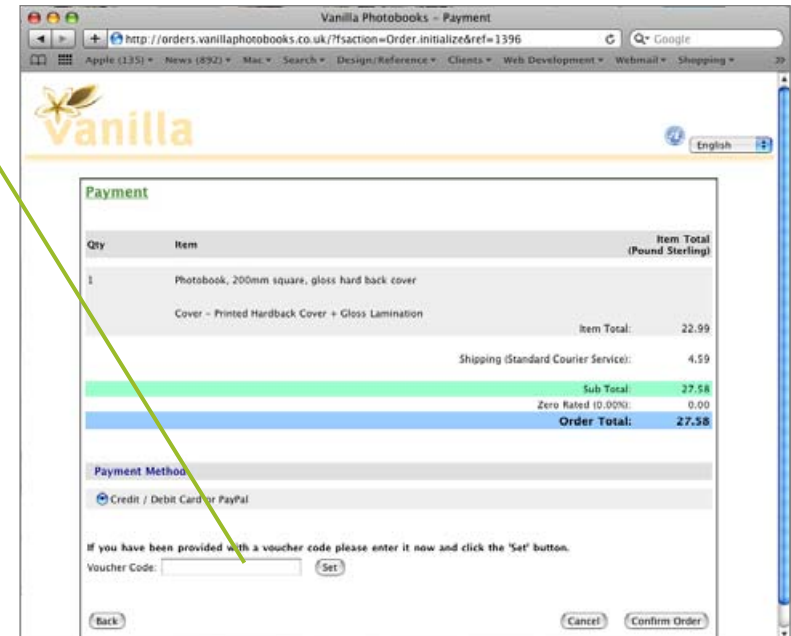 Vanilla Photobooks – Payment
http://orders.vanillaphotobooks.co.uk/?fsaction=Order.initialize&ref=1396
Google
Apple (135) News (892) Mac Search Design/Reference Clients Web Development Webmail Shopping
vanilla
English
Payment
Qty Item Item Total
(Pound Sterling)
1 Photobook, 200mm square, gloss hard back cover
Cover – Printed Hardback Cover + Gloss Lamination
Item Total: 22.99
Shipping (Standard Courier Service): 4.59
Sub Total: 27.58
Zero Rated (0.00%): 0.00
Order Total: 27.58
Payment Method
Credit / Debit Card or PayPal
If you have been provided with a voucher code please enter it now and click the 'Set' button.
Voucher Code: Set
Back Cancel Confirm Order